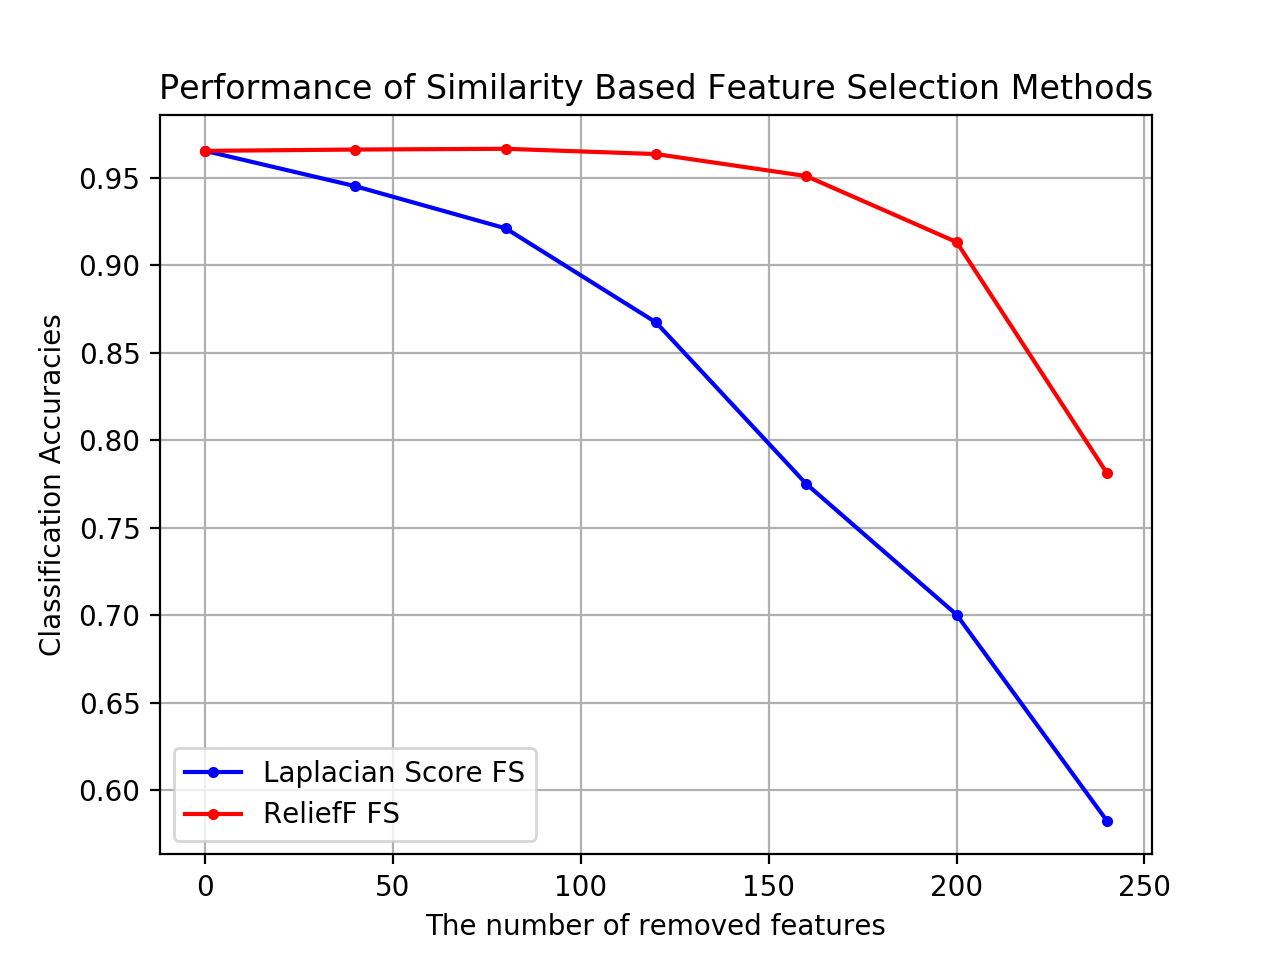 Performance of Similarity Based Feature Selection Methods
Classification Accuracies
0.95
0.90
0.85
0.80
0.75
0.70
0.65
0.60
Laplacian Score FS
ReliefF FS
0 50 100 150 200 250
The number of removed features